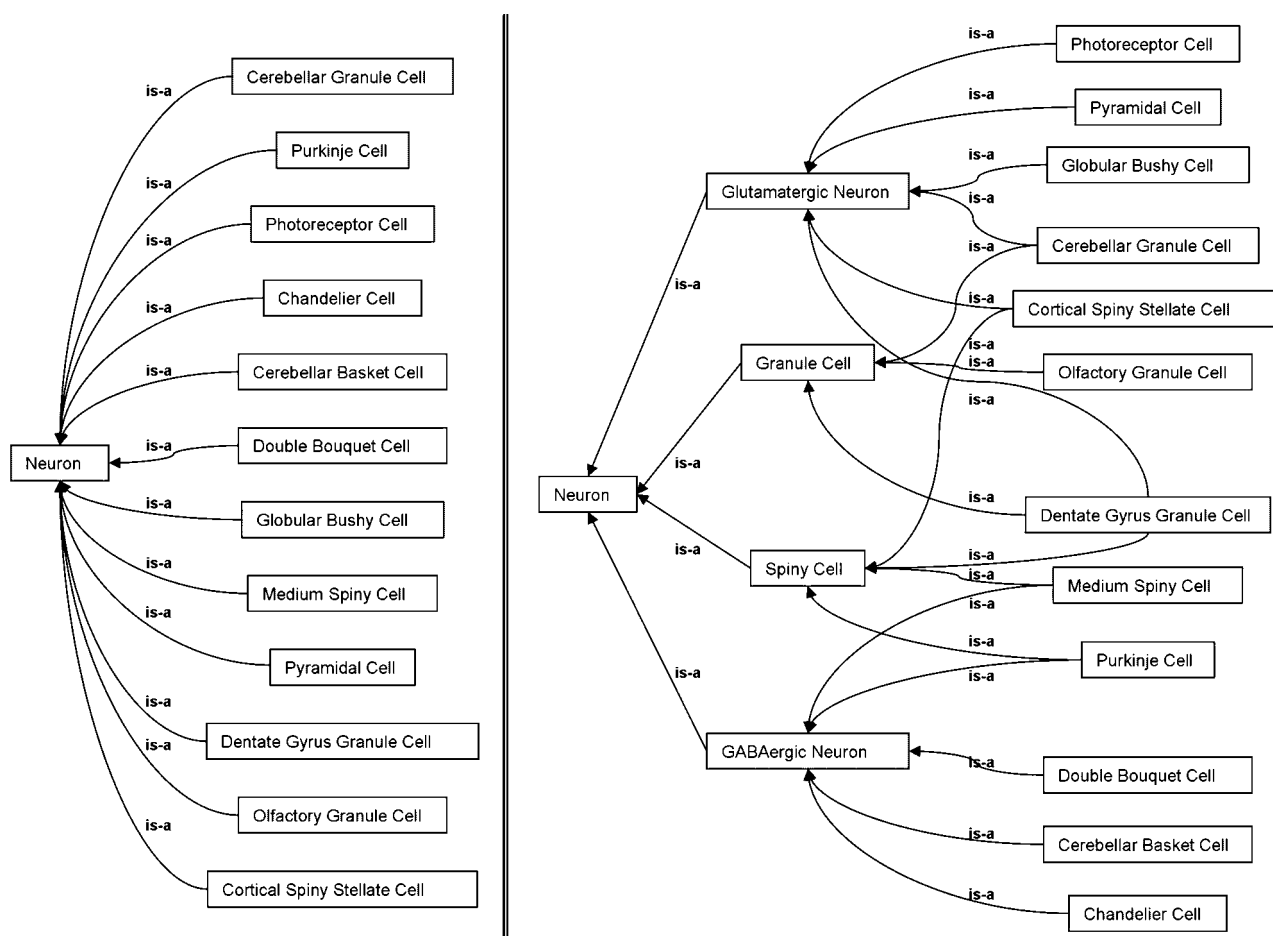 is-a
Cerebellar Granule Cell
is-a
Purkinje Cell
is-a
Photoreceptor Cell
is-a
Chandelier Cell
is-a
Cerebellar Basket Cell
is-a
Double Bouquet Cell
Neuron
is-a
Globular Bushy Cell
is-a
Medium Spiny Cell
is-a
Pyramidal Cell
is-a
Dentate Gyrus Granule Cell
is-a
Olfactory Granule Cell
is-a
Cortical Spiny Stellate Cell
is-a
Photoreceptor Cell
is-a
Pyramidal Cell
is-a
Globular Bushy Cell
Glutamatergic Neuron
is-a
Cerebellar Granule Cell
is-a
is-a
Cortical Spiny Stellate Cell
is-a
is-a
Granule Cell
Olfactory Granule Cell
is-a
is-a
Neuron
is-a
Dentate Gyrus Granule Cell
is-a
is-a
Spiny Cell
is-a
Medium Spiny Cell
is-a
is-a
Purkinje Cell
is-a
is-a
GABAergic Neuron
is-a
Double Bouquet Cell
is-a
Cerebellar Basket Cell
is-a
Chandelier Cell